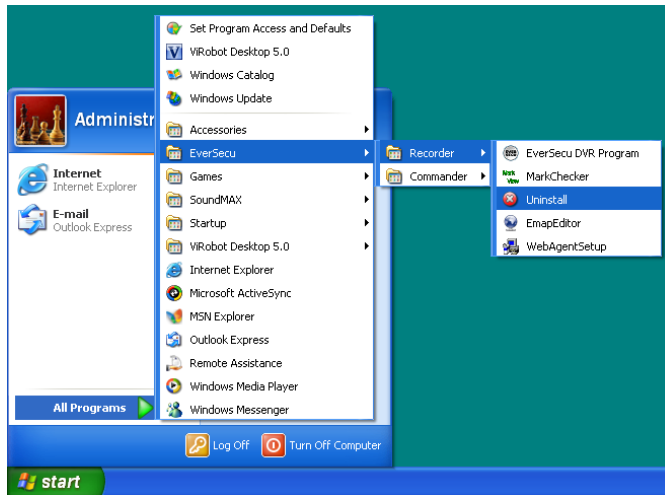 Set Program Access and Defaults
ViRobot Desktop 5.0
Windows Catalog
Windows Update
Administr
Accessories
EverSecu
Recorder
EverSecu DVR Program
Internet
Internet Explorer
Games
Commander
Mark View
MarkChecker
E-mail
Outlook Express
SoundMAX
Uninstall
Startup
EmapEditor
ViRobot Desktop 5.0
WebAgentSetup
Internet Explorer
Microsoft ActiveSync
MSN Explorer
Outlook Express
Remote Assistance
Windows Media Player
All Programs
Windows Messenger
Log Off
Turn Off Computer
start